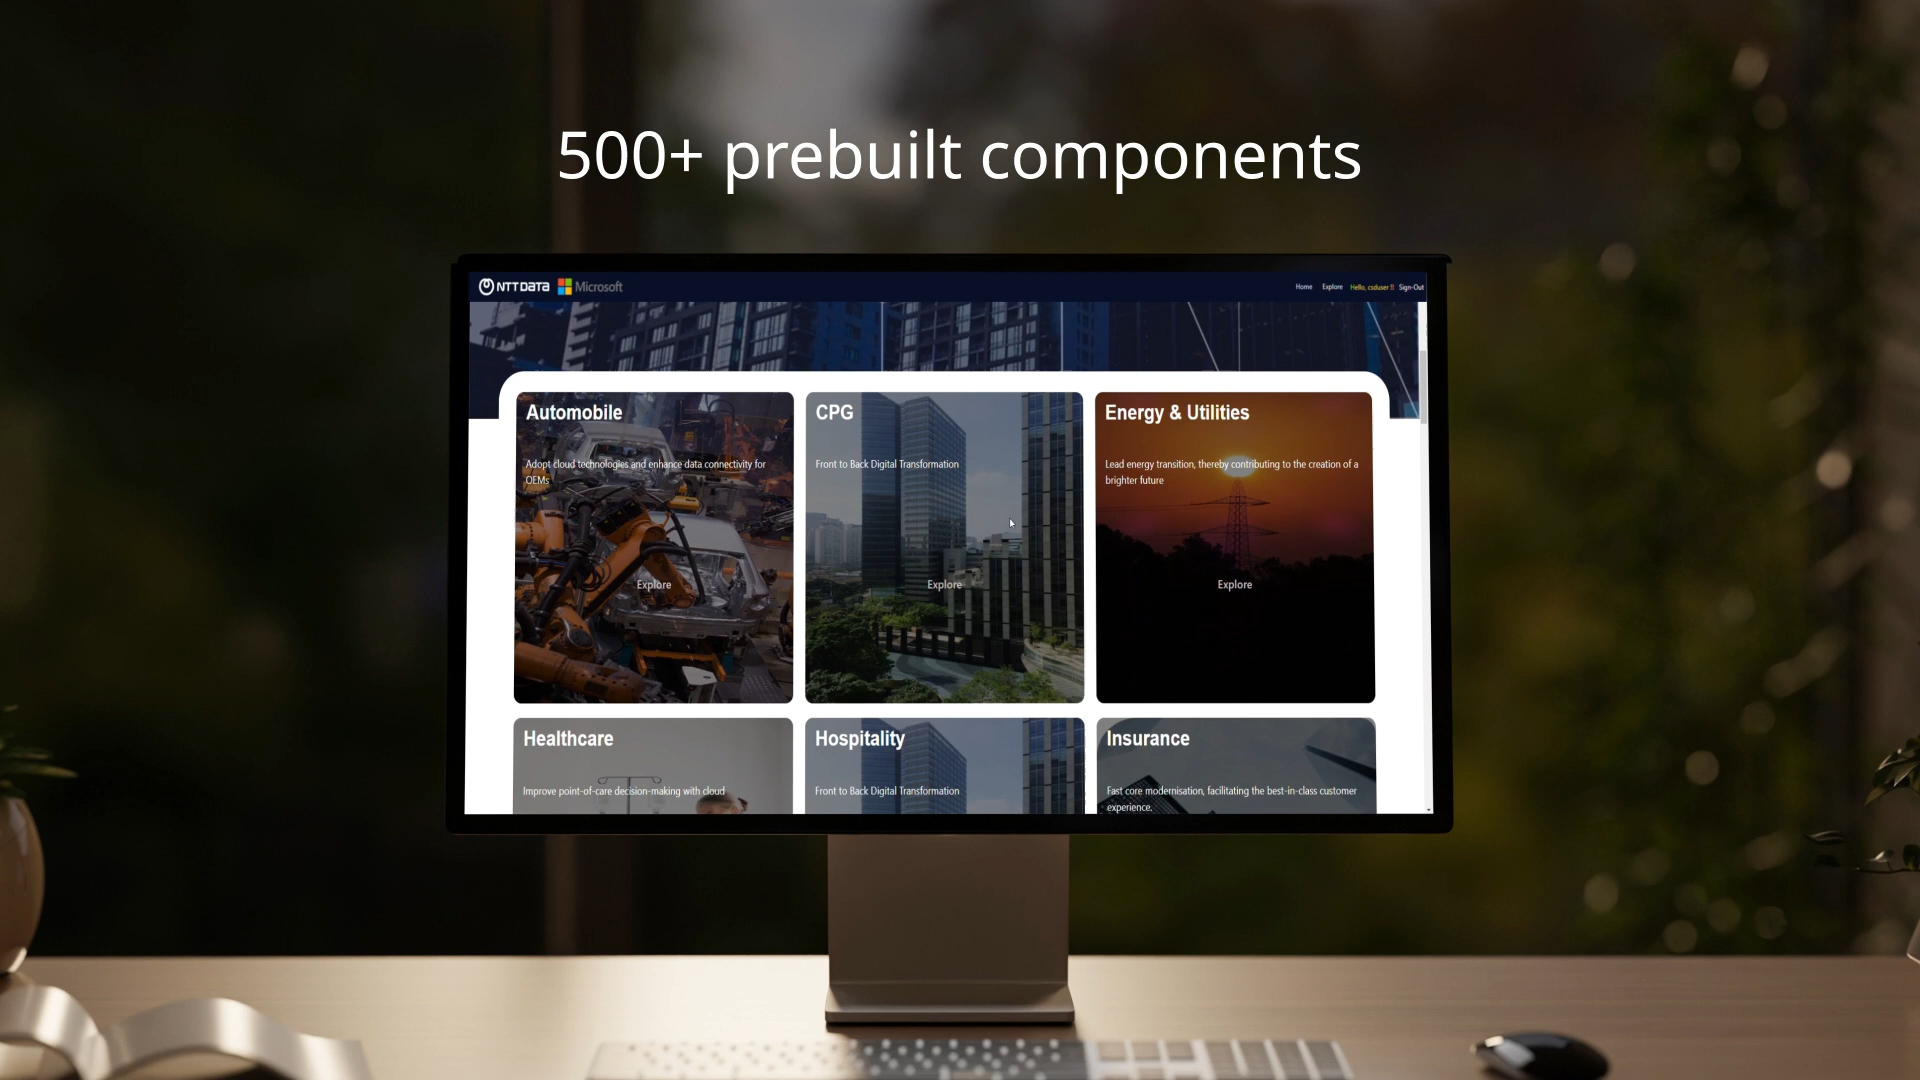 500+ prebuilt components
NTT DATA Microsoft
Home Explore Hello, csduser !! Sign-Out
Automobile
Adopt cloud technologies and enhance data connectivity for
OEMs
Explore
CPG
Front to Back Digital Transformation
Explore
Energy & Utilities
Lead energy transition, thereby contributing to the creation of a
brighter future
Explore
Healthcare
Improve point-of-care decision-making with cloud
Hospitality
Front to Back Digital Transformation
Insurance
Fast core modernisation, facilitating the best-in-class customer
experience.